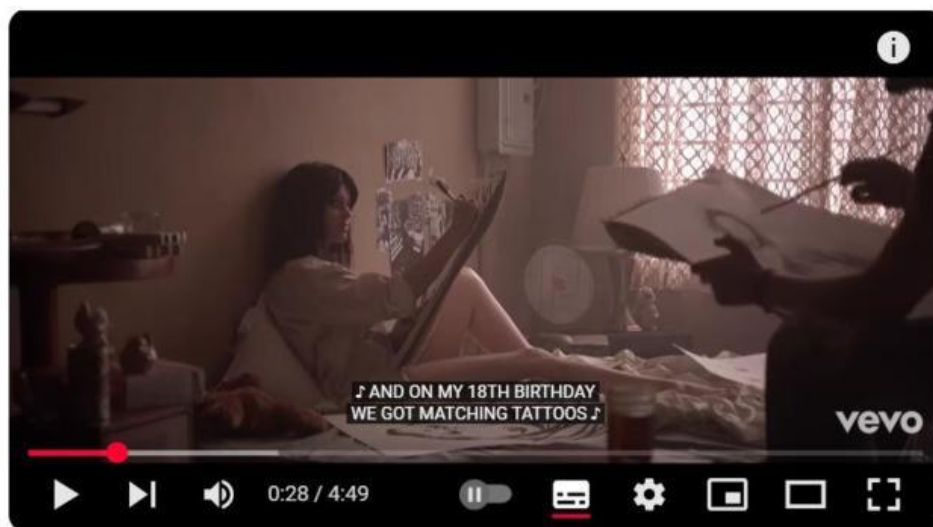 i
♪ AND ON MY 18TH BIRTHDAY
WE GOT MATCHING TATTOOS ♪
vevo
0:28 / 4:49